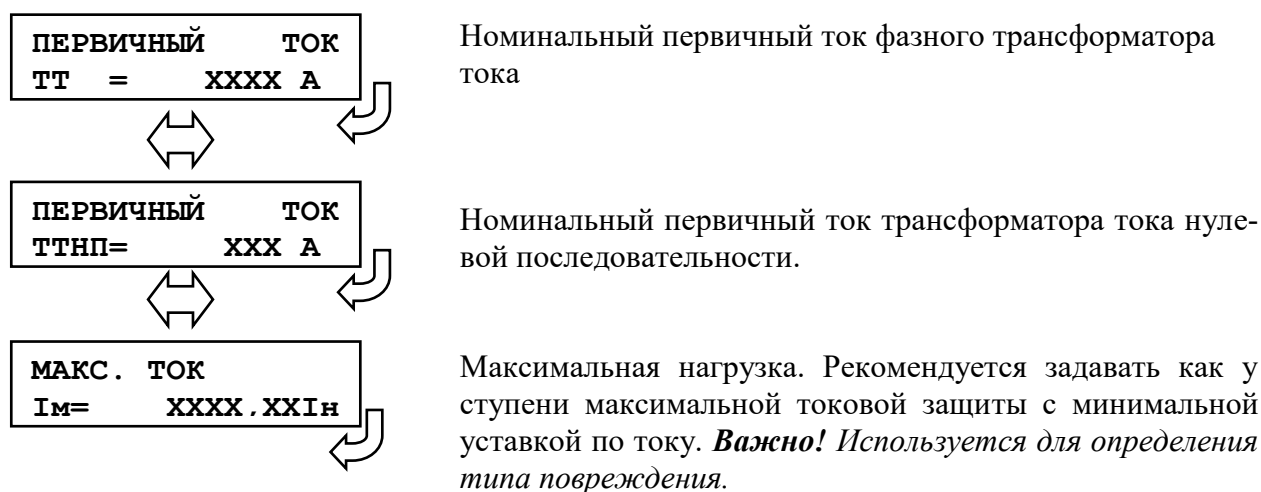 ПЕРВИЧНЫЙ ТОК
ТТ = XXXX А
Номинальный первичный ток фазного трансформатора
тока
ПЕРВИЧНЫЙ ТОК
ТТНП= XXX А
Номинальный первичный ток трансформатора тока нуле-
вой последовательности.
МАКС. ТОК
Iм= XXXX,XXIн
Максимальная нагрузка. Рекомендуется задавать как у
ступени максимальной токовой защиты с минимальной
уставкой по току. Важно! Используется для определения
типа повреждения.